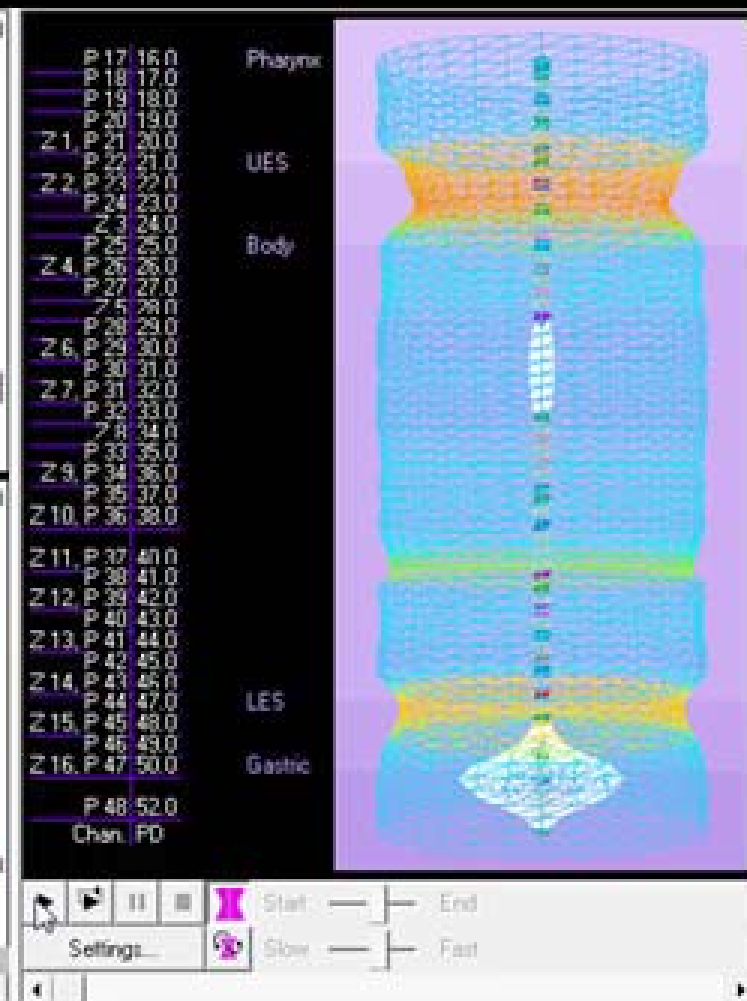 P 17 16.0 Pharynx
P 18 17.0
P 19 18.0
P 20 19.0
Z 1, P 21 20.0
P 22 21.0 UES
Z 2, P 23 22.0
P 24 23.0
Z 3 24.0
P 25 25.0 Body
Z 4, P 26 26.0
P 27 27.0
Z 5 28.0
P 28 29.0
Z 6, P 29 30.0
P 30 31.0
Z 7, P 31 32.0
P 32 33.0
Z 8 34.0
P 33 35.0
Z 9, P 34 36.0
P 35 37.0
Z 10, P 36 38.0
Z 11, P 37 40.0
P 38 41.0
Z 12, P 39 42.0
P 40 43.0
Z 13, P 41 44.0
P 42 45.0
Z 14, P 43 46.0
P 44 47.0 LES
Z 15, P 45 48.0
P 46 49.0
Z 16, P 47 50.0 Gastric
P 48 52.0
Chan. PD
Start End
Settings... Slow Fast